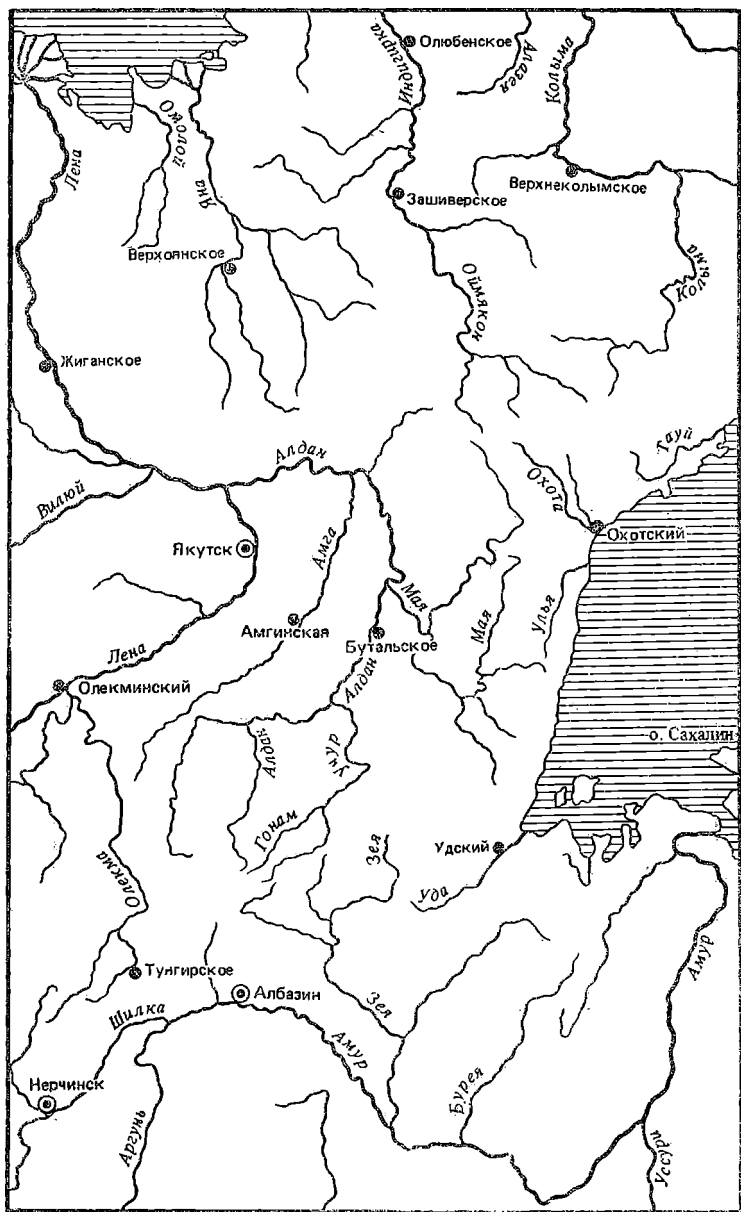 Олюбенское
Индигирка
Алазея
Колыма
Омолой
Лена
Яна
Верхнеколымское
Зашиверское
Верхоянское
Оймякон
Колыма
Жиганское
Алдан
Тауй
Охота
Вилюй
Охотский
Якутск
Амга
Мая
Мая
Улья
Амгинская
Бутальское
Лена
Алдан
Олекминский
о. Сахалин
Алдан
Учур
Гонам
Зея
Удский
Уда
Олекма
Амур
Тунгирское
Албазин
Зея
Шилка
Амур
Бурея
Нерчинск
Аргунь
Уссури